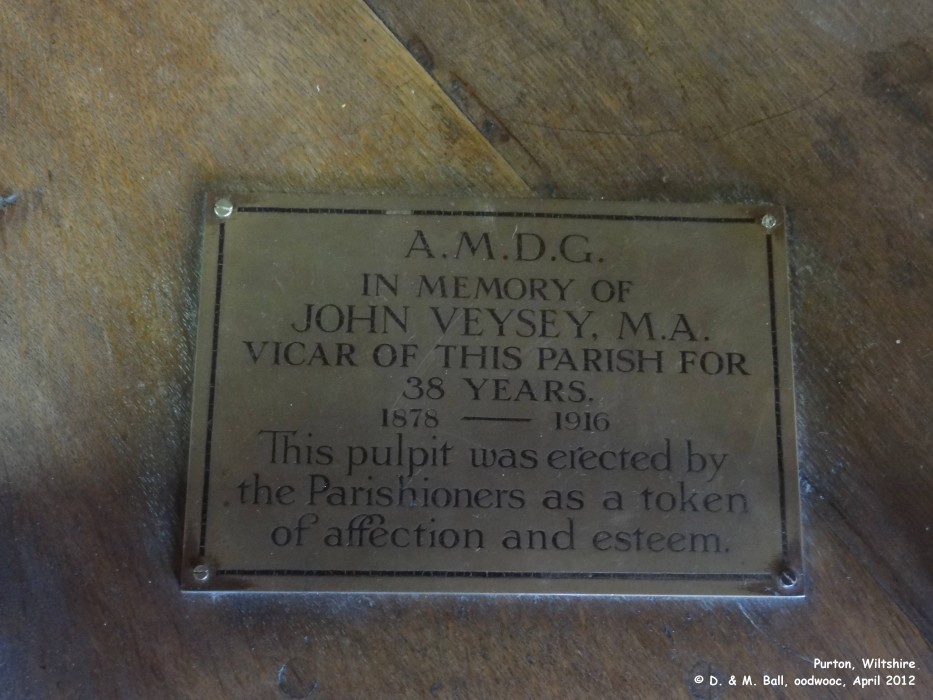 A.M.D.G.
IN MEMORY OF
JOHN VEYSEY, M.A.
VICAR OF THIS PARISH FOR
38 YEARS.
1878 — 1916
This pulpit was erected by
the Parishioners as a token
of affection and esteem.
Purton, Wiltshire
© D. & M. Ball, oodwooc, April 2012